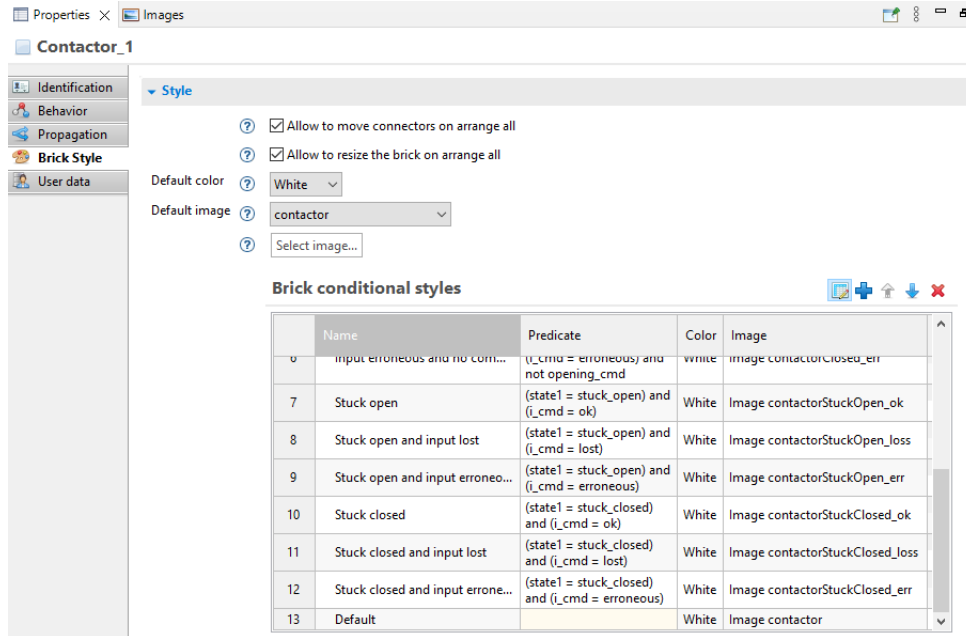 Properties Images
Contactor_1
Identification
Behavior
Propagation
Brick Style
User data
Style
Allow to move connectors on arrange all
Allow to resize the brick on arrange all
Default color White
Default image contactor
Select image...
Brick conditional styles
Name Predicate Color Image
6 Input erroneous and no com... (i_cmd = erroneous) and White Image contactorClosed_err
not opening_cmd
7 Stuck open (state1 = stuck_open) and White Image contactorStuckOpen_ok
(i_cmd = ok)
8 Stuck open and input lost (state1 = stuck_open) and White Image contactorStuckOpen_loss
(i_cmd = lost)
9 Stuck open and input erroneo... (state1 = stuck_open) and White Image contactorStuckOpen_err
(i_cmd = erroneous)
10 Stuck closed (state1 = stuck_closed) White Image contactorStuckClosed_ok
and (i_cmd = ok)
11 Stuck closed and input lost (state1 = stuck_closed) White Image contactorStuckClosed_loss
and (i_cmd = lost)
12 Stuck closed and input errone... (state1 = stuck_closed) White Image contactorStuckClosed_err
and (i_cmd = erroneous)
13 Default White Image contactor